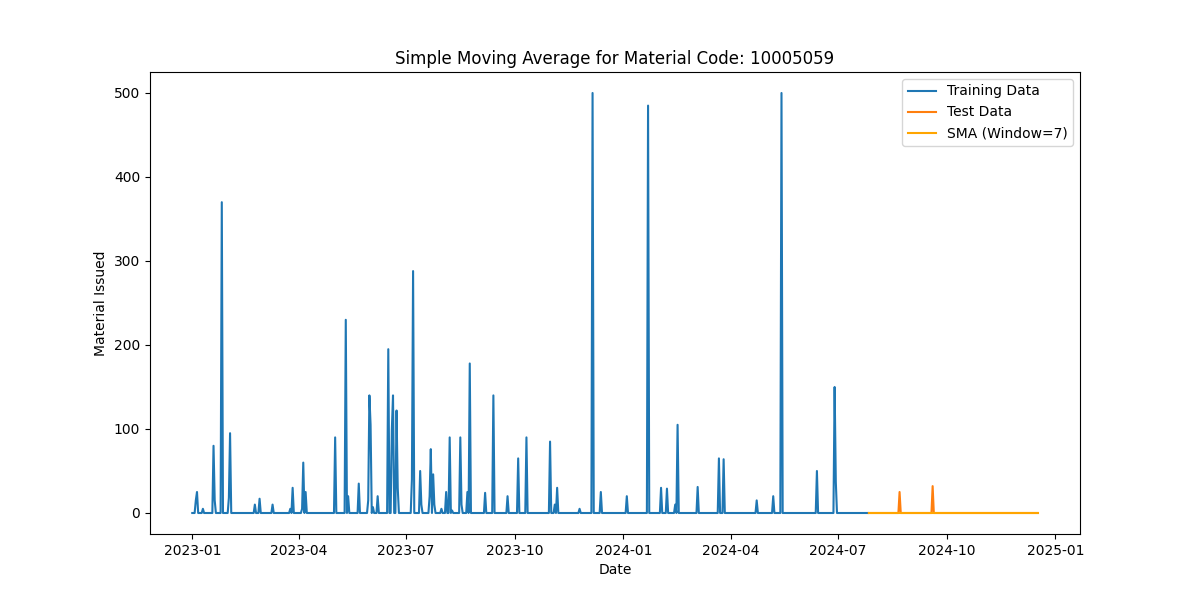 Simple Moving Average for Material Code: 10005059
Training Data
Test Data
SMA (Window=7)
Material Issued
500
400
300
200
100
0
2023-01
2023-04
2023-07
2023-10
2024-01
2024-04
2024-07
2024-10
2025-01
Date